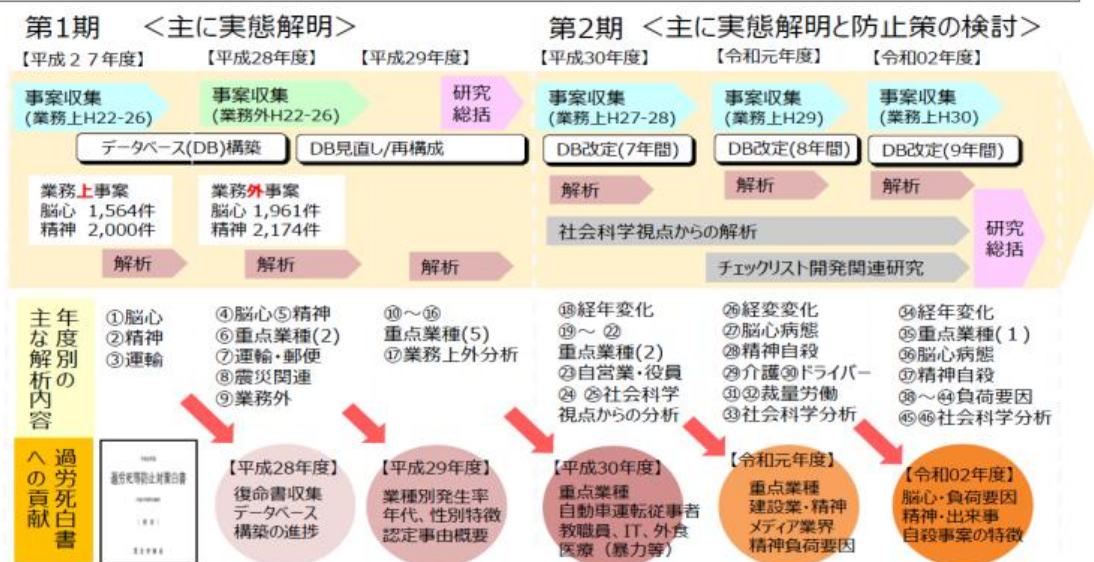 第1期 ＜主に実態解明＞
第2期 ＜主に実態解明と防止策の検討＞
【平成２７年度】
【平成28年度】
【平成29年度】
【平成30年度】
【令和元年度】
【令和02年度】
事案収集
(業務上H22-26)
事案収集
(業務外H22-26)
研究
総括
事案収集
(業務上H27-28)
事案収集
(業務上H29)
事案収集
(業務上H30)
データベース(DB)構築
DB見直し/再構成
DB改定(7年間)
DB改定(8年間)
DB改定(9年間)
業務上事案
脳心 1,564件
精神 2,000件
業務外事案
脳心 1,961件
精神 2,174件
解析
解析
解析
解析
解析
解析
社会科学視点からの解析
チェックリスト開発関連研究
研究
総括
年度別の
主な解析内容
①脳心
②精神
③運輸
④脳心⑤精神
⑥重点業種(2)
⑦運輸・郵便
⑧震災関連
⑨業務外
⑩～⑯
重点業種(5)
⑰業務上外分析
⑱経年変化
⑲～ ㉒
重点業種(2)
㉓自営業・役員
㉔ ㉕社会科学
視点からの分析
㉖経変変化
㉗脳心病態
㉘精神自殺
㉙介護㉚ドライバー
㉛㉜裁量労働
㉝社会科学分析
㉞経年変化
㉟重点業種(１)
㊱脳心病態
㊲精神自殺
㊳～㊹負荷要因
㊺㊻社会科学分析
過労死白書
への貢献
過労死等防止対策白書
【平成28年度】
復命書収集
データベース
構築の進捗
【平成29年度】
業種別発生率
年代、性別特徴
認定事由概要
【平成30年度】
重点業種
自動車運転従事者
教職員、IT、外食
医療（暴力等）
【令和元年度】
重点業種
建設業・精神
メディア業界
精神負荷要因
【令和02年度】
脳心・負荷要因
精神・出来事
自殺事案の特徴